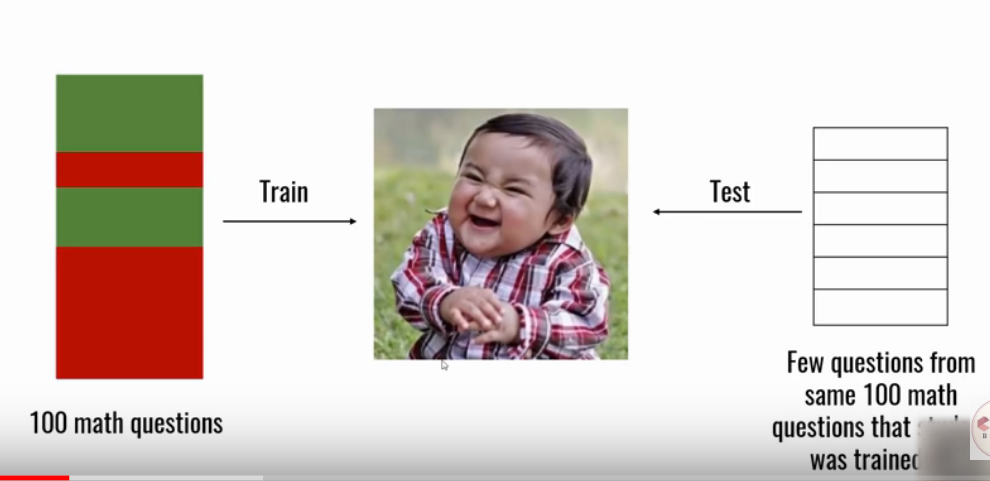 Train
Test
100 math questions
Few questions from
same 100 math
questions that
was trained